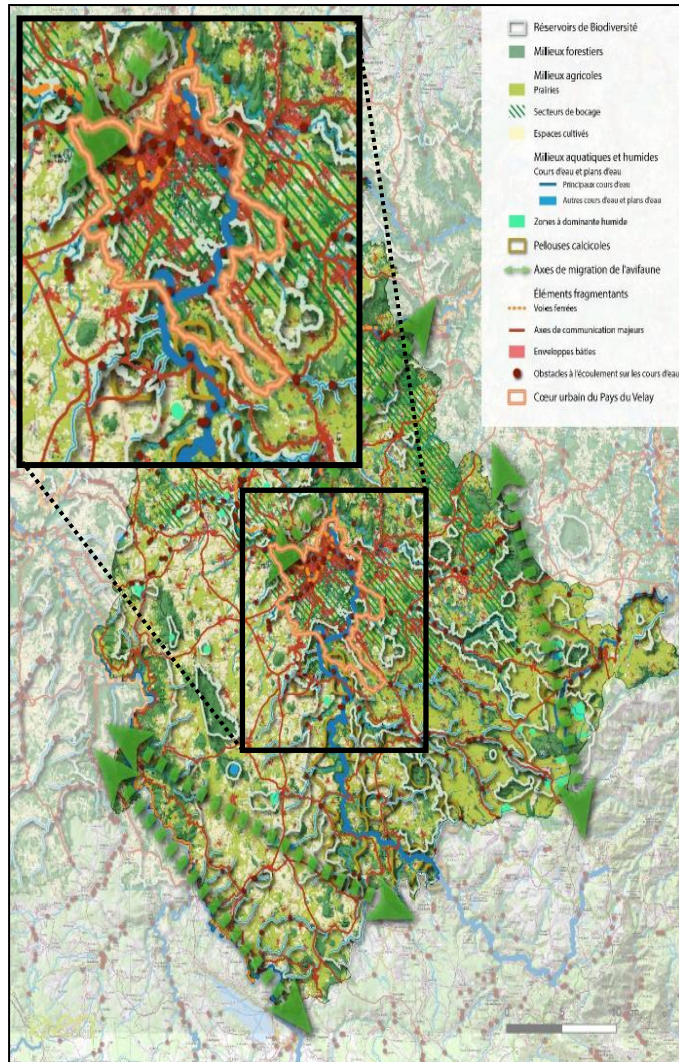 Réservoirs de Biodiversité
Milieux forestiers
Milieux agricoles
Prairies
Secteurs de bocage
Espaces cultivés
Milieux aquatiques et humides
Cours d'eau et plans d'eau
Principaux cours d'eau
Autres cours d'eau et plans d'eau
Zones à dominante humide
Pellouses calcicoles
Axes de migration de l'avifaune
Éléments fragmentants
Voies ferrées
Axes de communication majeurs
Enveloppes bâties
Obstacles à l'écoulement sur les cours d'eau
Cœur urbain du Pays du Velay